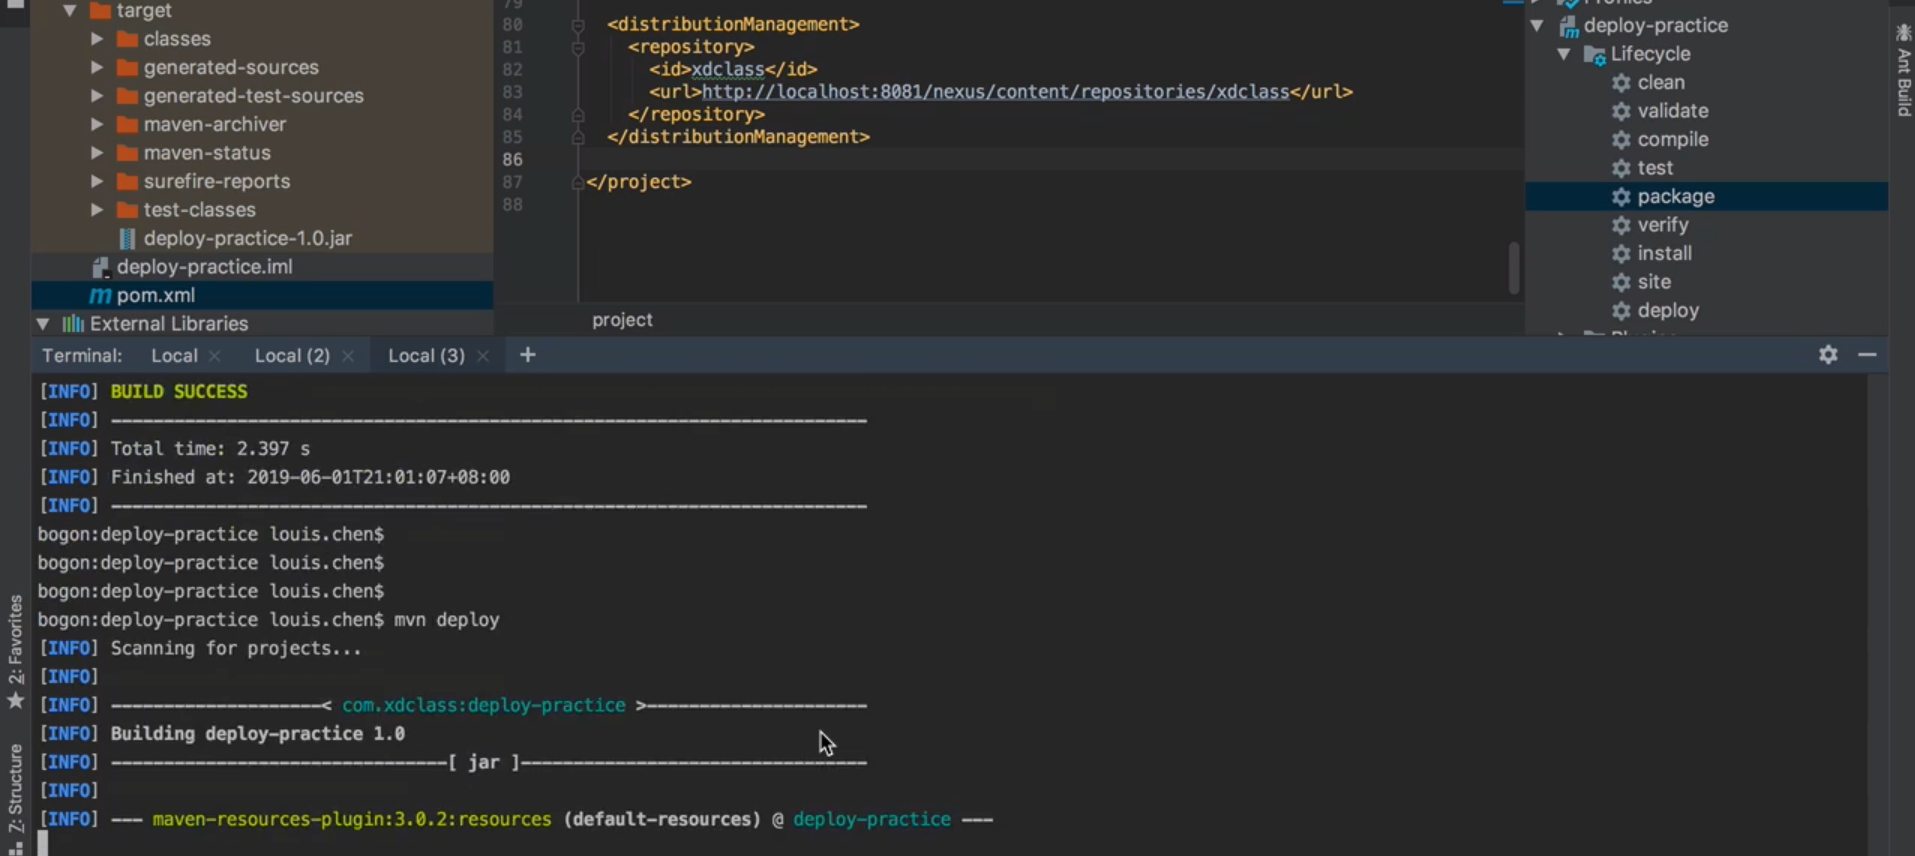 target
classes
generated-sources
generated-test-sources
maven-archiver
maven-status
surefire-reports
test-classes
deploy-practice-1.0.jar
deploy-practice.iml
pom.xml
External Libraries
79
80 <distributionManagement>
81 <repository>
82 <id>xdclass</id>
83 <url>http://localhost:8081/nexus/content/repositories/xdclass</url>
84 </repository>
85 </distributionManagement>
86
87 </project>
88
project
Profiles
deploy-practice
Lifecycle
clean
validate
compile
test
package
verify
install
site
deploy
Plugins
Ant Build
Terminal: Local Local (2) Local (3) +
[INFO] BUILD SUCCESS
[INFO] ------------------------------------------------------------------------
[INFO] Total time: 2.397 s
[INFO] Finished at: 2019-06-01T21:01:07+08:00
[INFO] ------------------------------------------------------------------------
bogon:deploy-practice louis.chen$
bogon:deploy-practice louis.chen$
bogon:deploy-practice louis.chen$
bogon:deploy-practice louis.chen$ mvn deploy
[INFO] Scanning for projects...
[INFO]
[INFO] --------------------< com.xdclass:deploy-practice >---------------------
[INFO] Building deploy-practice 1.0
[INFO] --------------------------------[ jar ]---------------------------------
[INFO]
[INFO] --- maven-resources-plugin:3.0.2:resources (default-resources) @ deploy-practice ---
2: Favorites
7: Structure